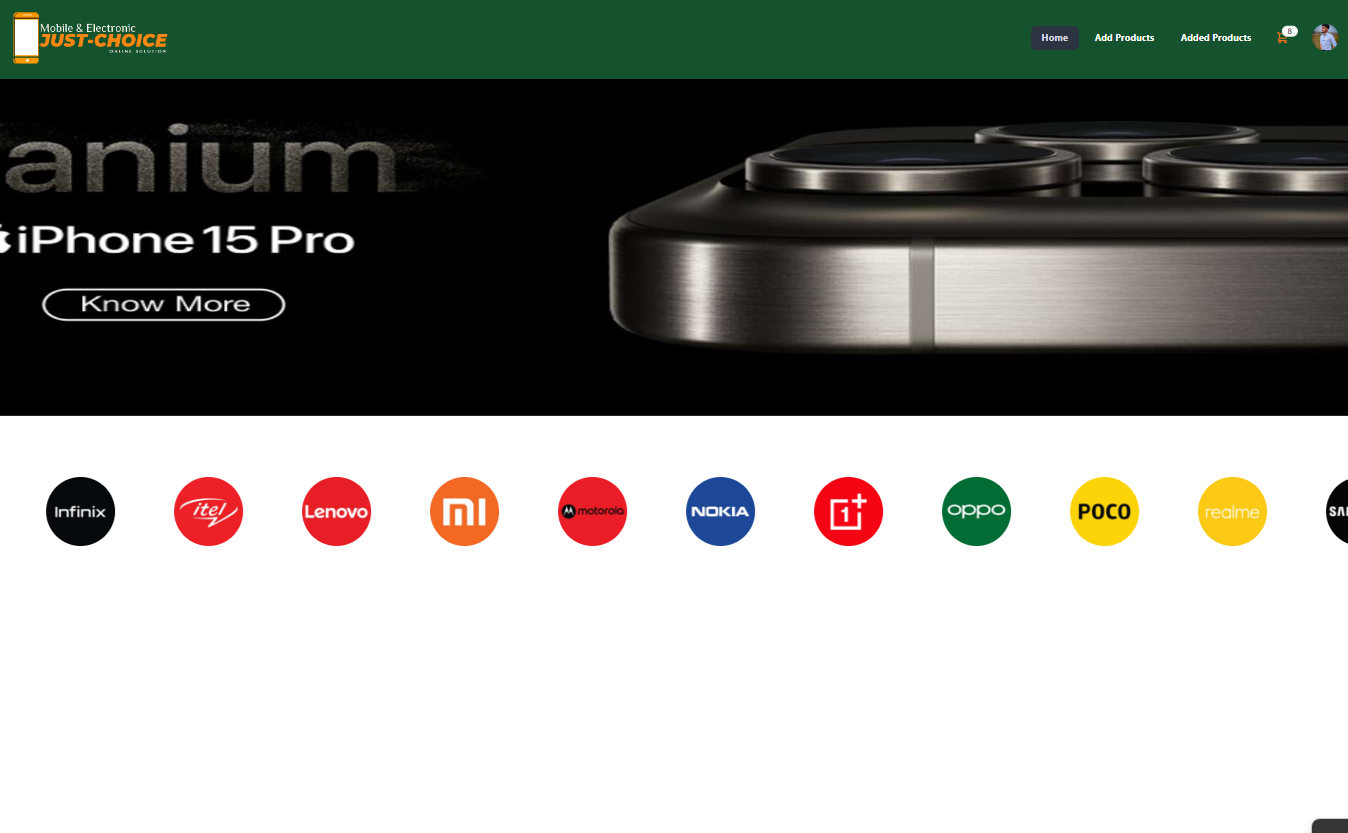 Mobile & Electronic
JUST-CHOICE
ONLINE SOLUTION
Home
Add Products
Added Products
8
anium
iPhone 15 Pro
Know More
Infinix
itel
Lenovo
mi
motorola
NOKIA
1+
oppo
POCO
realme
SAM